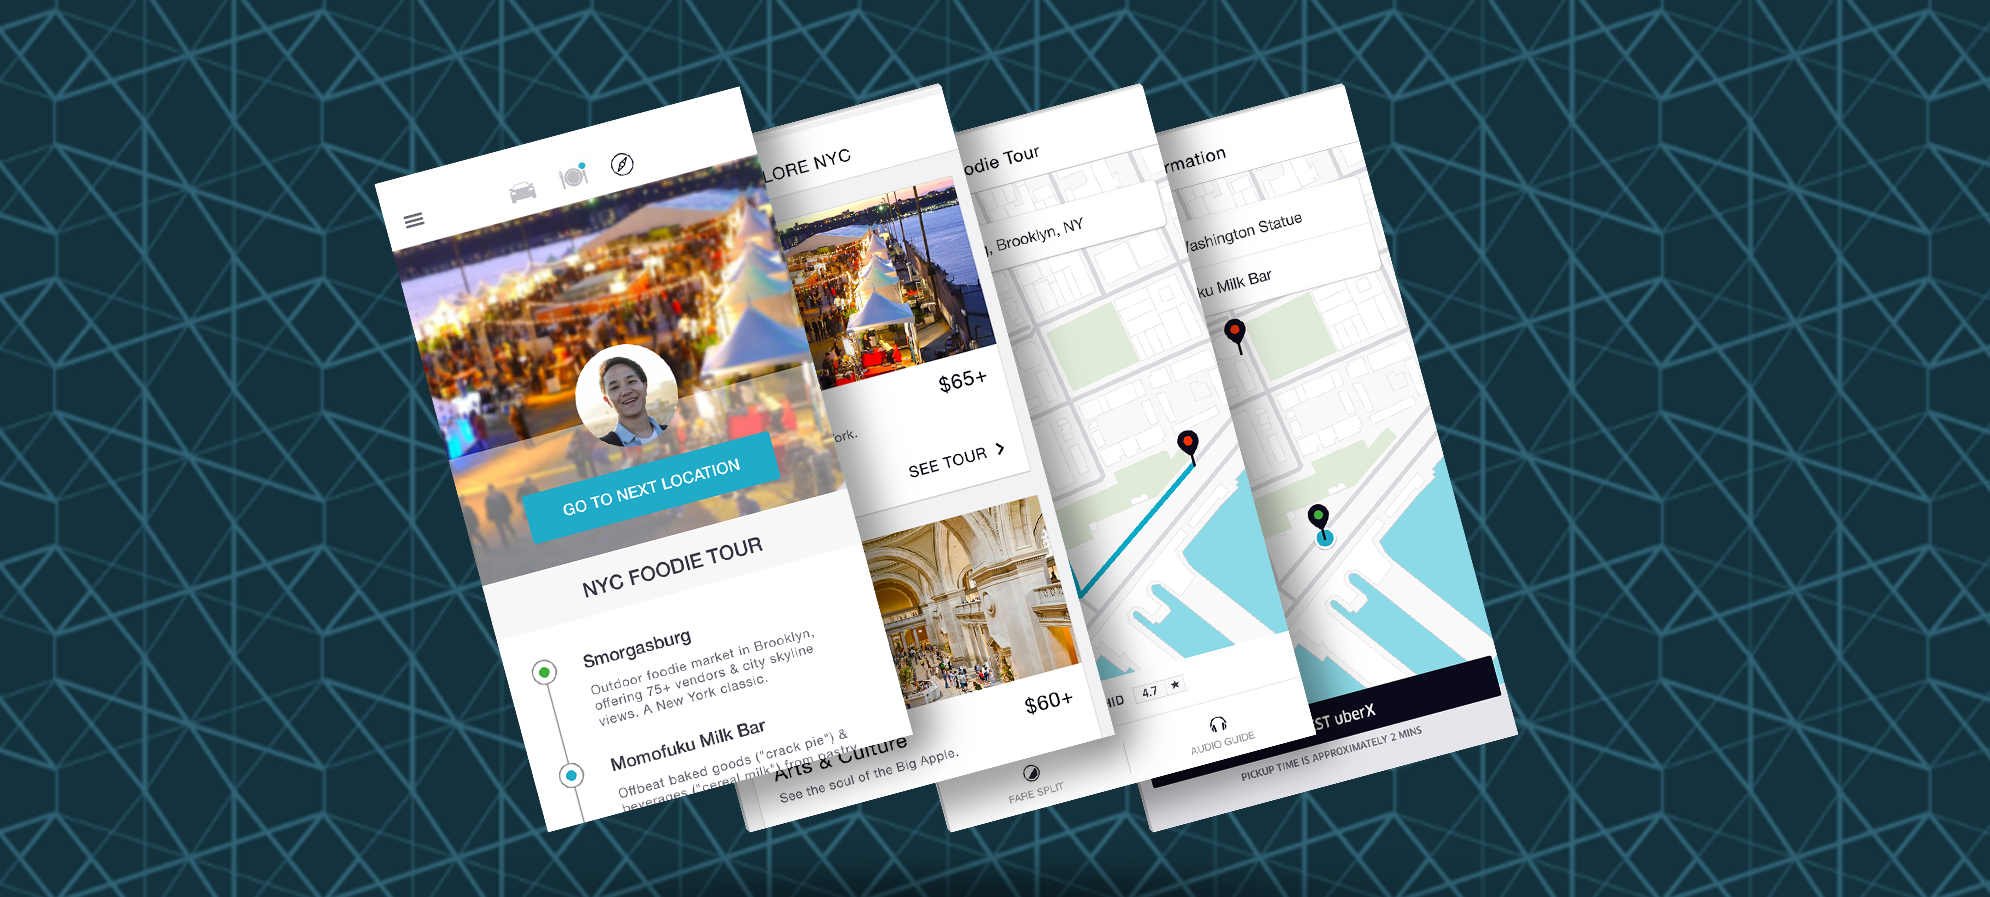 GO TO NEXT LOCATION
NYC FOODIE TOUR
Smorgasburg
Outdoor foodie market in Brooklyn,
offering 75+ vendors & city skyline
views. A New York classic.
Momofuku Milk Bar
Offbeat baked goods ("crack pie") &
beverages ("cereal milk") from pastry
LORE NYC
$65+
ork.
SEE TOUR
$60+
Arts & Culture
See the soul of the Big Apple.
odie Tour
, Brooklyn, NY
HID 4.7 ★
FARE SPLIT
AUDIO GUIDE
rmation
ashington Statue
ku Milk Bar
ST uberX
PICKUP TIME IS APPROXIMATELY 2 MINS